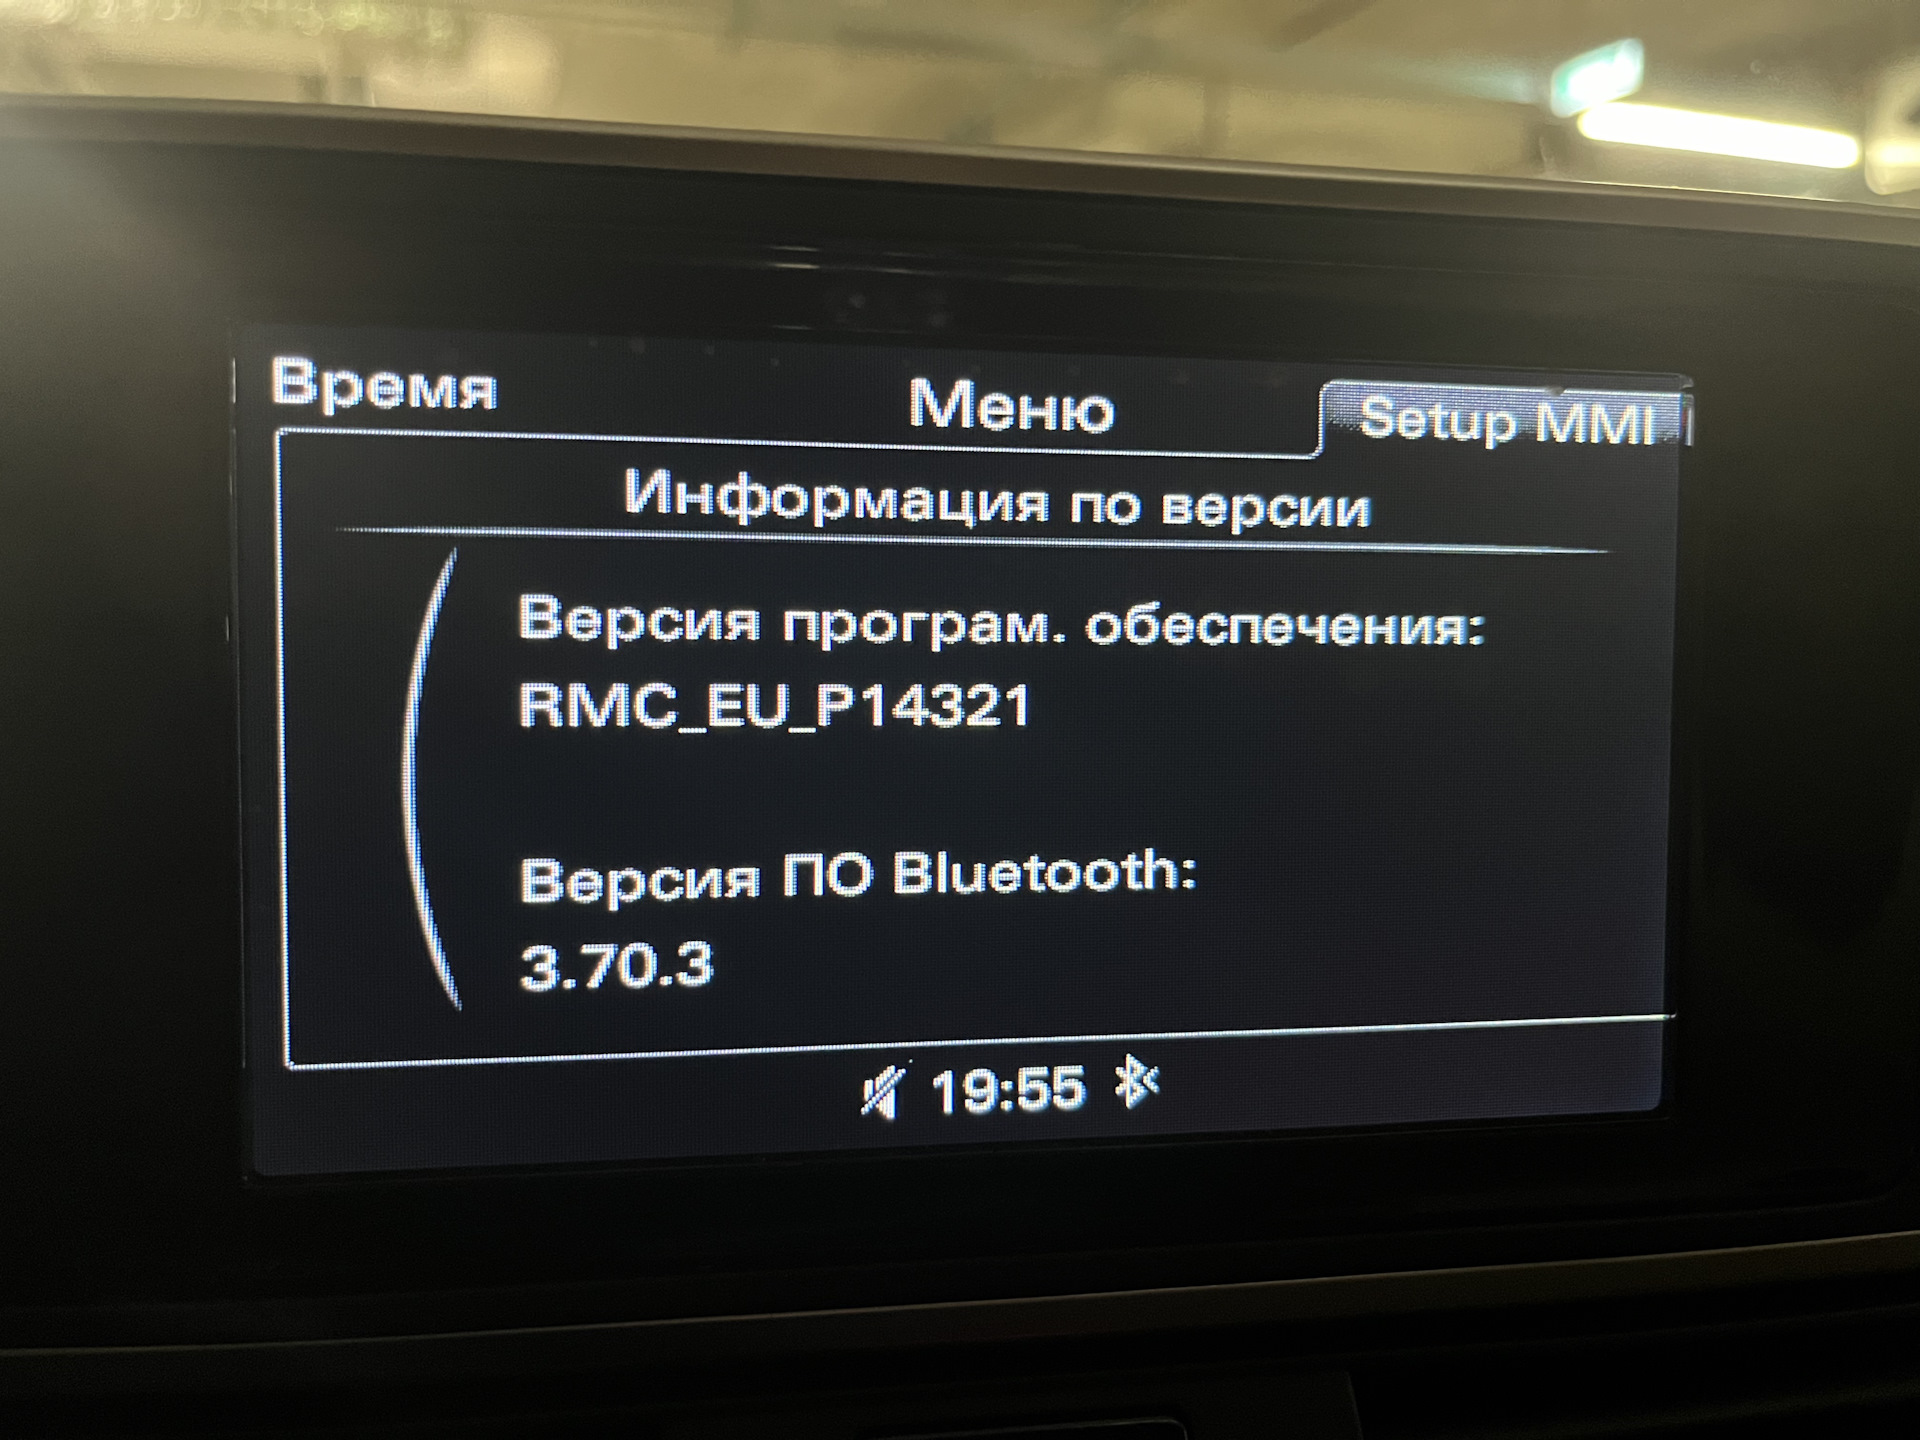 Время Меню Setup MMI
Информация по версии
Версия програм. обеспечения:
RMC_EU_P14321
Версия ПО Bluetooth:
3.70.3
19:55